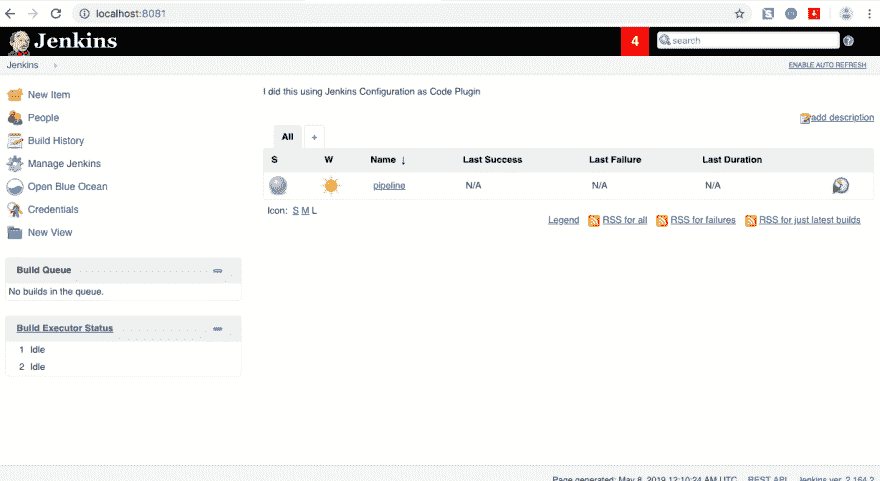 localhost:8081
Jenkins
4
search
Jenkins
ENABLE AUTO REFRESH
New Item
People
Build History
Manage Jenkins
Open Blue Ocean
Credentials
New View
Build Queue
No builds in the queue.
Build Executor Status
1 Idle
2 Idle
I did this using Jenkins Configuration as Code Plugin
add description
All +
S W Name ↓ Last Success Last Failure Last Duration
pipeline N/A N/A N/A
Icon: S M L
Legend RSS for all RSS for failures RSS for just latest builds
Page generated: May 8, 2019 12:10:24 AM UTC REST API Jenkins ver. 2.164.2